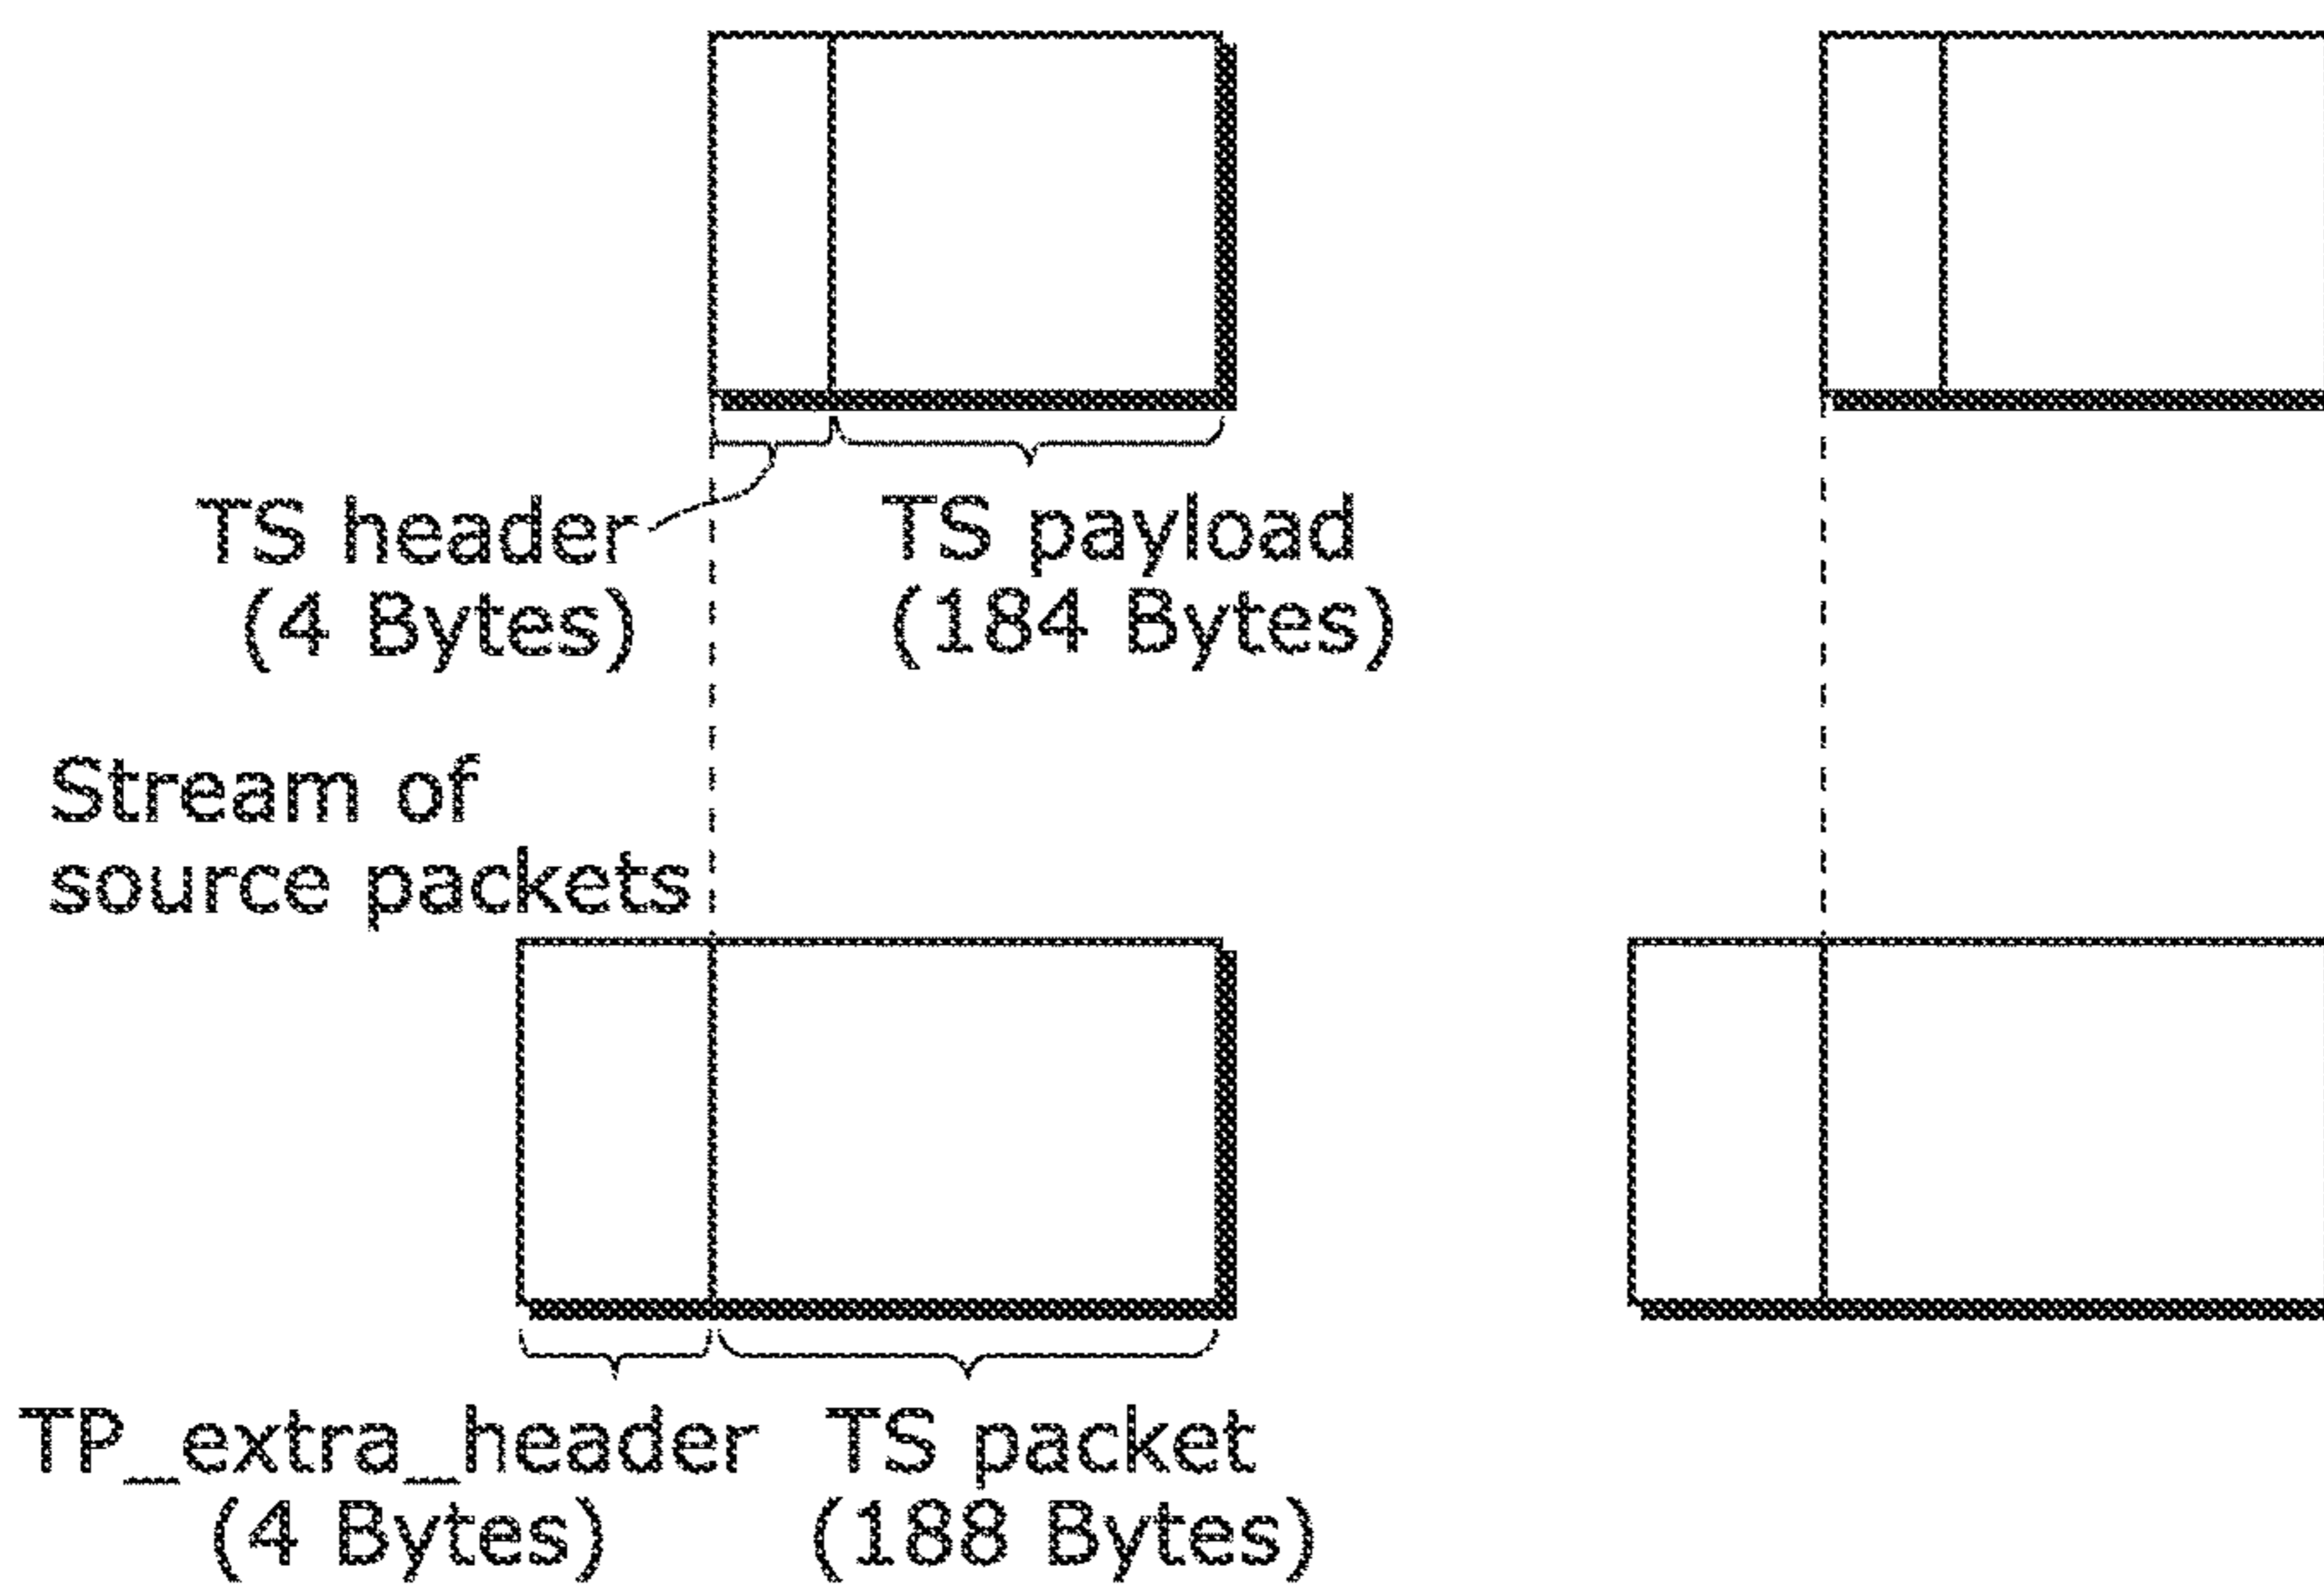 TS header TS payload
(4 Bytes) (184 Bytes)
Stream of
source packets
TP_extra_header TS packet
(4 Bytes) (188 Bytes)